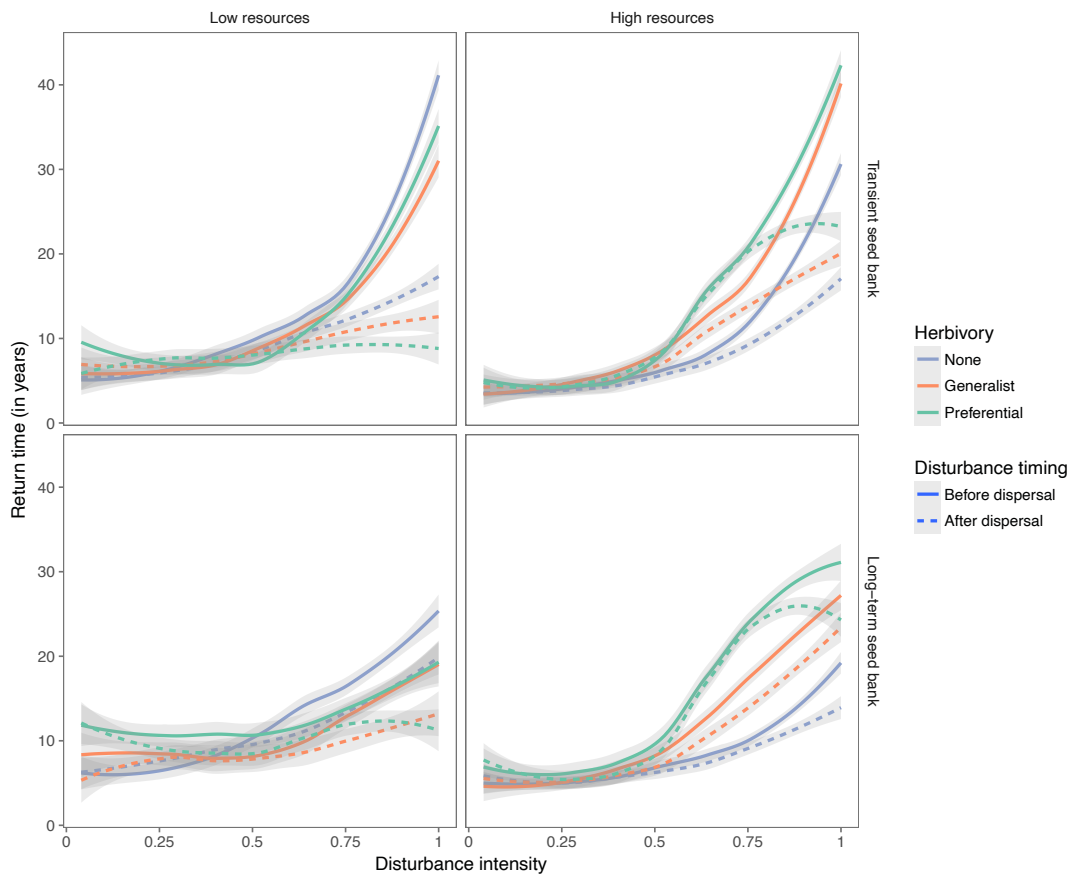 Low resources
High resources
Return time (in years)
40
30
20
10
0
Transient seed bank
40
30
20
10
0
Long−term seed bank
0
0.25
0.5
0.75
1
0
0.25
0.5
0.75
1
Disturbance intensity
Herbivory
None
Generalist
Preferential
Disturbance timing
Before dispersal
After dispersal